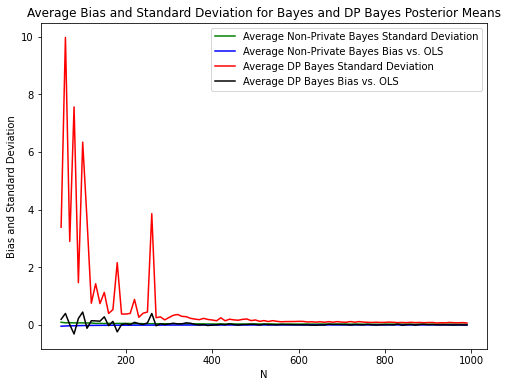 Average Bias and Standard Deviation for Bayes and DP Bayes Posterior Means
Average Non-Private Bayes Standard Deviation
Average Non-Private Bayes Bias vs. OLS
Average DP Bayes Standard Deviation
Average DP Bayes Bias vs. OLS
Bias and Standard Deviation
10
8
6
4
2
0
200
400
600
800
1000
N